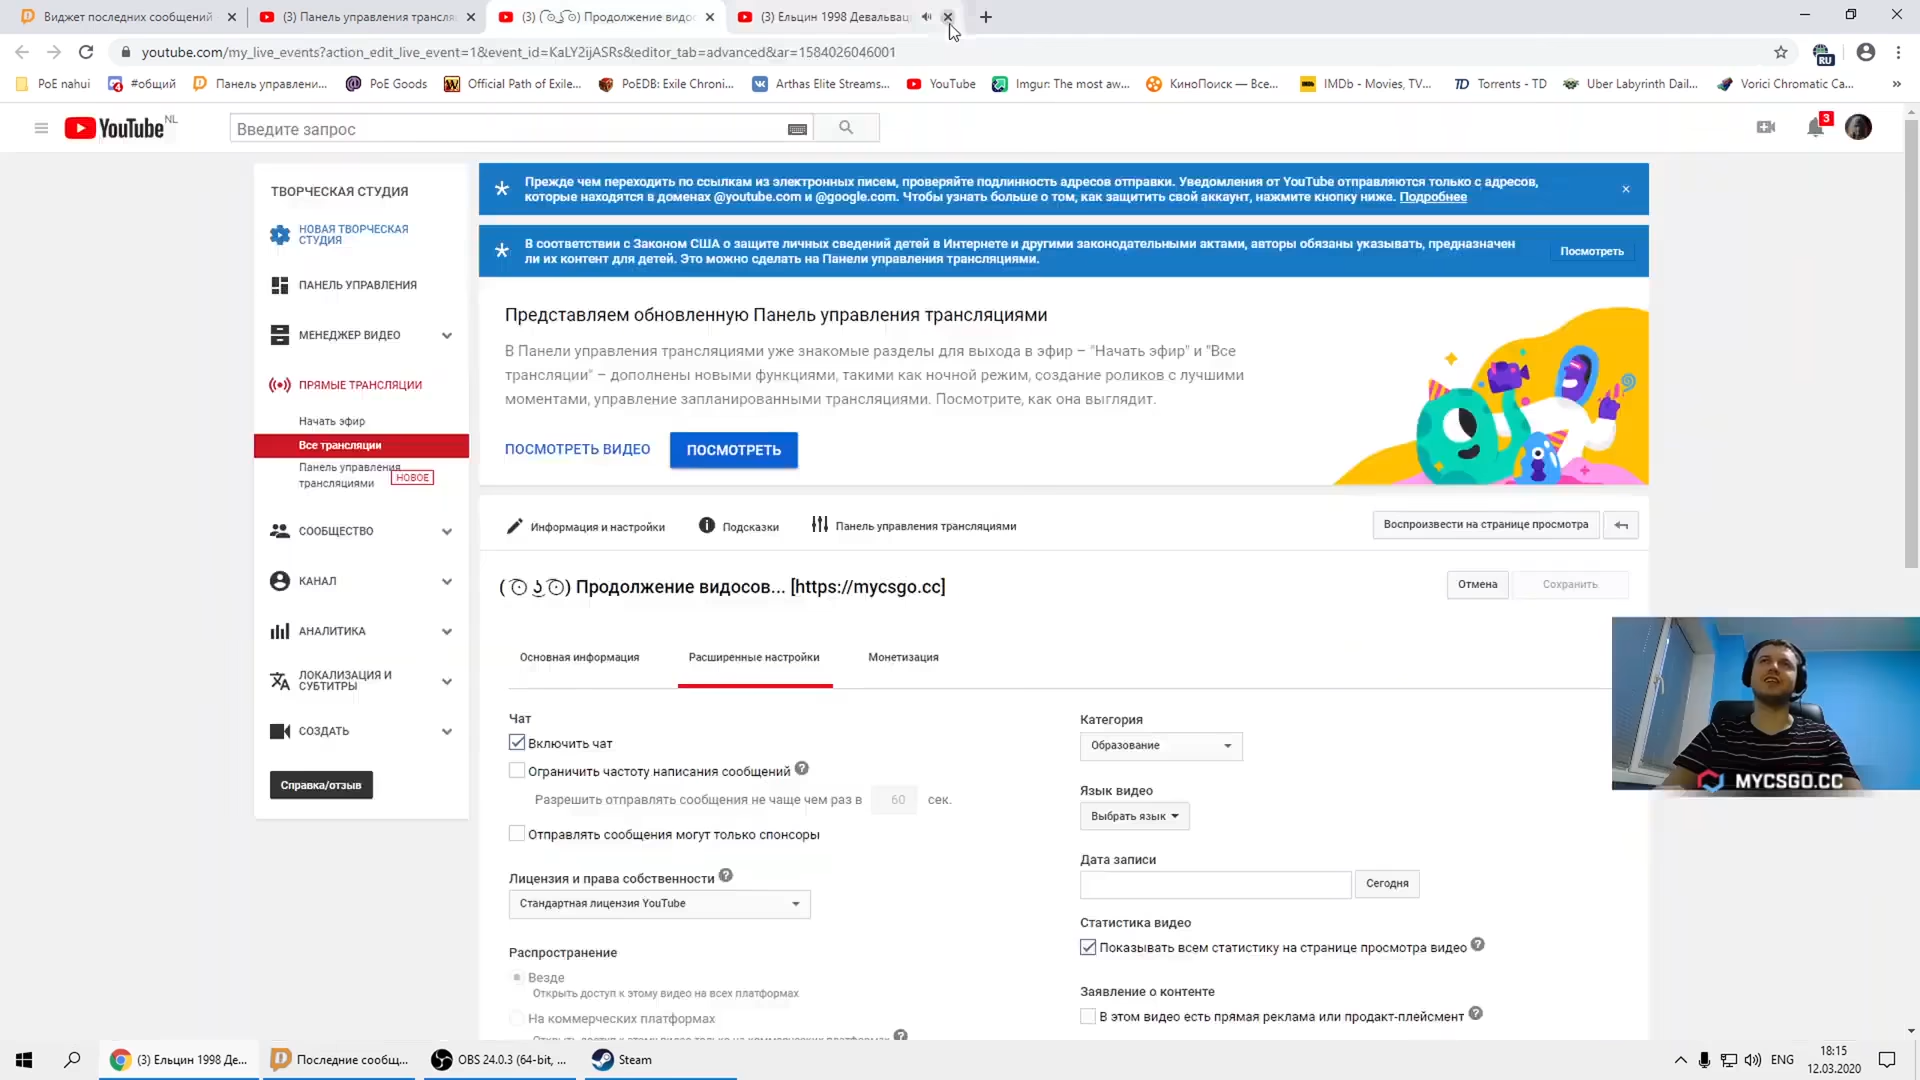 Виджет последних сообщений
(3) Панель управления трансля
(3) ( ͡ʘ ͜ʖ ͡ʘ) Продолжение видос
(3) Ельцин 1998 Девальвац
youtube.com/my_live_events?action_edit_live_event=1&event_id=KaLY2ijASRs&editor_tab=advanced&ar=1584026046001
RU
PoE nahui
#общий
Панель управлени...
PoE Goods
Official Path of Exile...
PoEDB: Exile Chroni...
Arthas Elite Streams...
YouTube
Imgur: The most aw...
КиноПоиск — Все...
IMDb - Movies, TV...
Torrents - TD
Uber Labyrinth Dail...
Vorici Chromatic Ca...
YouTube NL
Введите запрос
3
ТВОРЧЕСКАЯ СТУДИЯ
НОВАЯ ТВОРЧЕСКАЯ
СТУДИЯ
ПАНЕЛЬ УПРАВЛЕНИЯ
МЕНЕДЖЕР ВИДЕО
ПРЯМЫЕ ТРАНСЛЯЦИИ
Начать эфир
Все трансляции
Панель управления
трансляциями
НОВОЕ
СООБЩЕСТВО
КАНАЛ
АНАЛИТИКА
ЛОКАЛИЗАЦИЯ И
СУБТИТРЫ
СОЗДАТЬ
Справка/отзыв
Прежде чем переходить по ссылкам из электронных писем, проверяйте подлинность адресов отправки. Уведомления от YouTube отправляются только с адресов,
которые находятся в доменах @youtube.com и @google.com. Чтобы узнать больше о том, как защитить свой аккаунт, нажмите кнопку ниже. Подробнее
В соответствии с Законом США о защите личных сведений детей в Интернете и другими законодательными актами, авторы обязаны указывать, предназначен
ли их контент для детей. Это можно сделать на Панели управления трансляциями.
Посмотреть
Представляем обновленную Панель управления трансляциями
В Панели управления трансляциями уже знакомые разделы для выхода в эфир – "Начать эфир" и "Все
трансляции" – дополнены новыми функциями, такими как ночной режим, создание роликов с лучшими
моментами, управление запланированными трансляциями. Посмотрите, как она выглядит.
ПОСМОТРЕТЬ ВИДЕО
ПОСМОТРЕТЬ
Информация и настройки
Подсказки
Панель управления трансляциями
Воспроизвести на странице просмотра
( ͡ʘ ͜ʖ ͡ʘ) Продолжение видосов... [https://mycsgo.cc]
Отмена
Сохранить
Основная информация
Расширенные настройки
Монетизация
Чат
Включить чат
Ограничить частоту написания сообщений ?
Разрешить отправлять сообщения не чаще чем раз в 60 сек.
Отправлять сообщения могут только спонсоры
Лицензия и права собственности ?
Стандартная лицензия YouTube
Распространение
Везде
Открыть доступ к этому видео на всех платформах
На коммерческих платформах
Категория
Образование
Язык видео
Выбрать язык
Дата записи
Сегодня
Статистика видео
Показывать всем статистику на странице просмотра видео ?
Заявление о контенте
В этом видео есть прямая реклама или продакт-плейсмент ?
MYCSGO.CC
(3) Ельцин 1998 Де...
Последние сообщ...
OBS 24.0.3 (64-bit, ...
Steam
ENG
18:15
12.03.2020